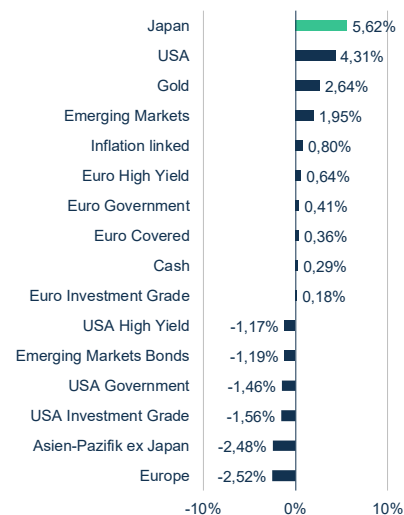 Japan 5,62%
USA 4,31%
Gold 2,64%
Emerging Markets 1,95%
Inflation linked 0,80%
Euro High Yield 0,64%
Euro Government 0,41%
Euro Covered 0,36%
Cash 0,29%
Euro Investment Grade 0,18%
USA High Yield -1,17%
Emerging Markets Bonds -1,19%
USA Government -1,46%
USA Investment Grade -1,56%
Asien-Pazifik ex Japan -2,48%
Europe -2,52%
-10% 0% 10%